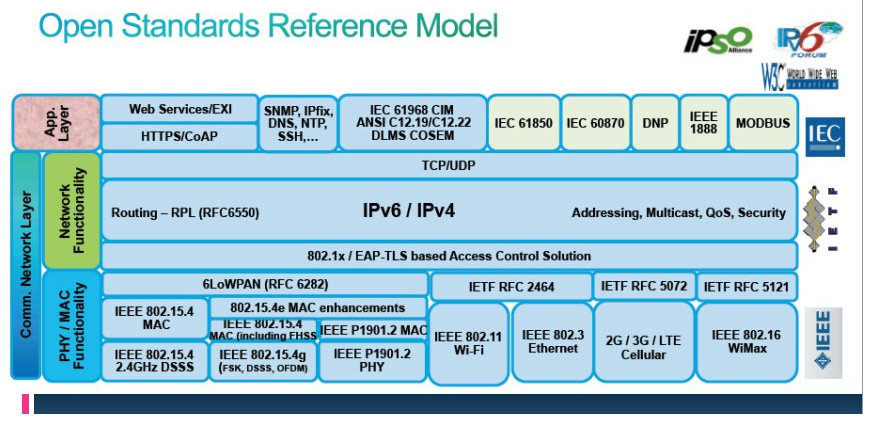 Open Standards Reference Model
ipso
Alliance
IPv6
FORUM
W3C WORLD WIDE WEB
consortium
App.
Layer
Web Services/EXI
HTTPS/CoAP
SNMP, IPfix,
DNS, NTP,
SSH,...
IEC 61968 CIM
ANSI C12.19/C12.22
DLMS COSEM
IEC 61850
IEC 60870
DNP
IEEE
1888
MODBUS
IEC
Comm. Network Layer
Network
Functionality
TCP/UDP
Routing – RPL (RFC6550)
IPv6 / IPv4
Addressing, Multicast, QoS, Security
802.1x / EAP-TLS based Access Control Solution
IETF
PHY / MAC
Functionality
6LoWPAN (RFC 6282)
IETF RFC 2464
IETF RFC 5072
IETF RFC 5121
IEEE 802.15.4
MAC
802.15.4e MAC enhancements
IEEE 802.15.4
MAC (including FHSS
IEEE P1901.2 MAC
IEEE 802.15.4
2.4GHz DSSS
IEEE 802.15.4g
(FSK, DSSS, OFDM)
IEEE P1901.2
PHY
IEEE 802.11
Wi-Fi
IEEE 802.3
Ethernet
2G / 3G / LTE
Cellular
IEEE 802.16
WiMax
IEEE